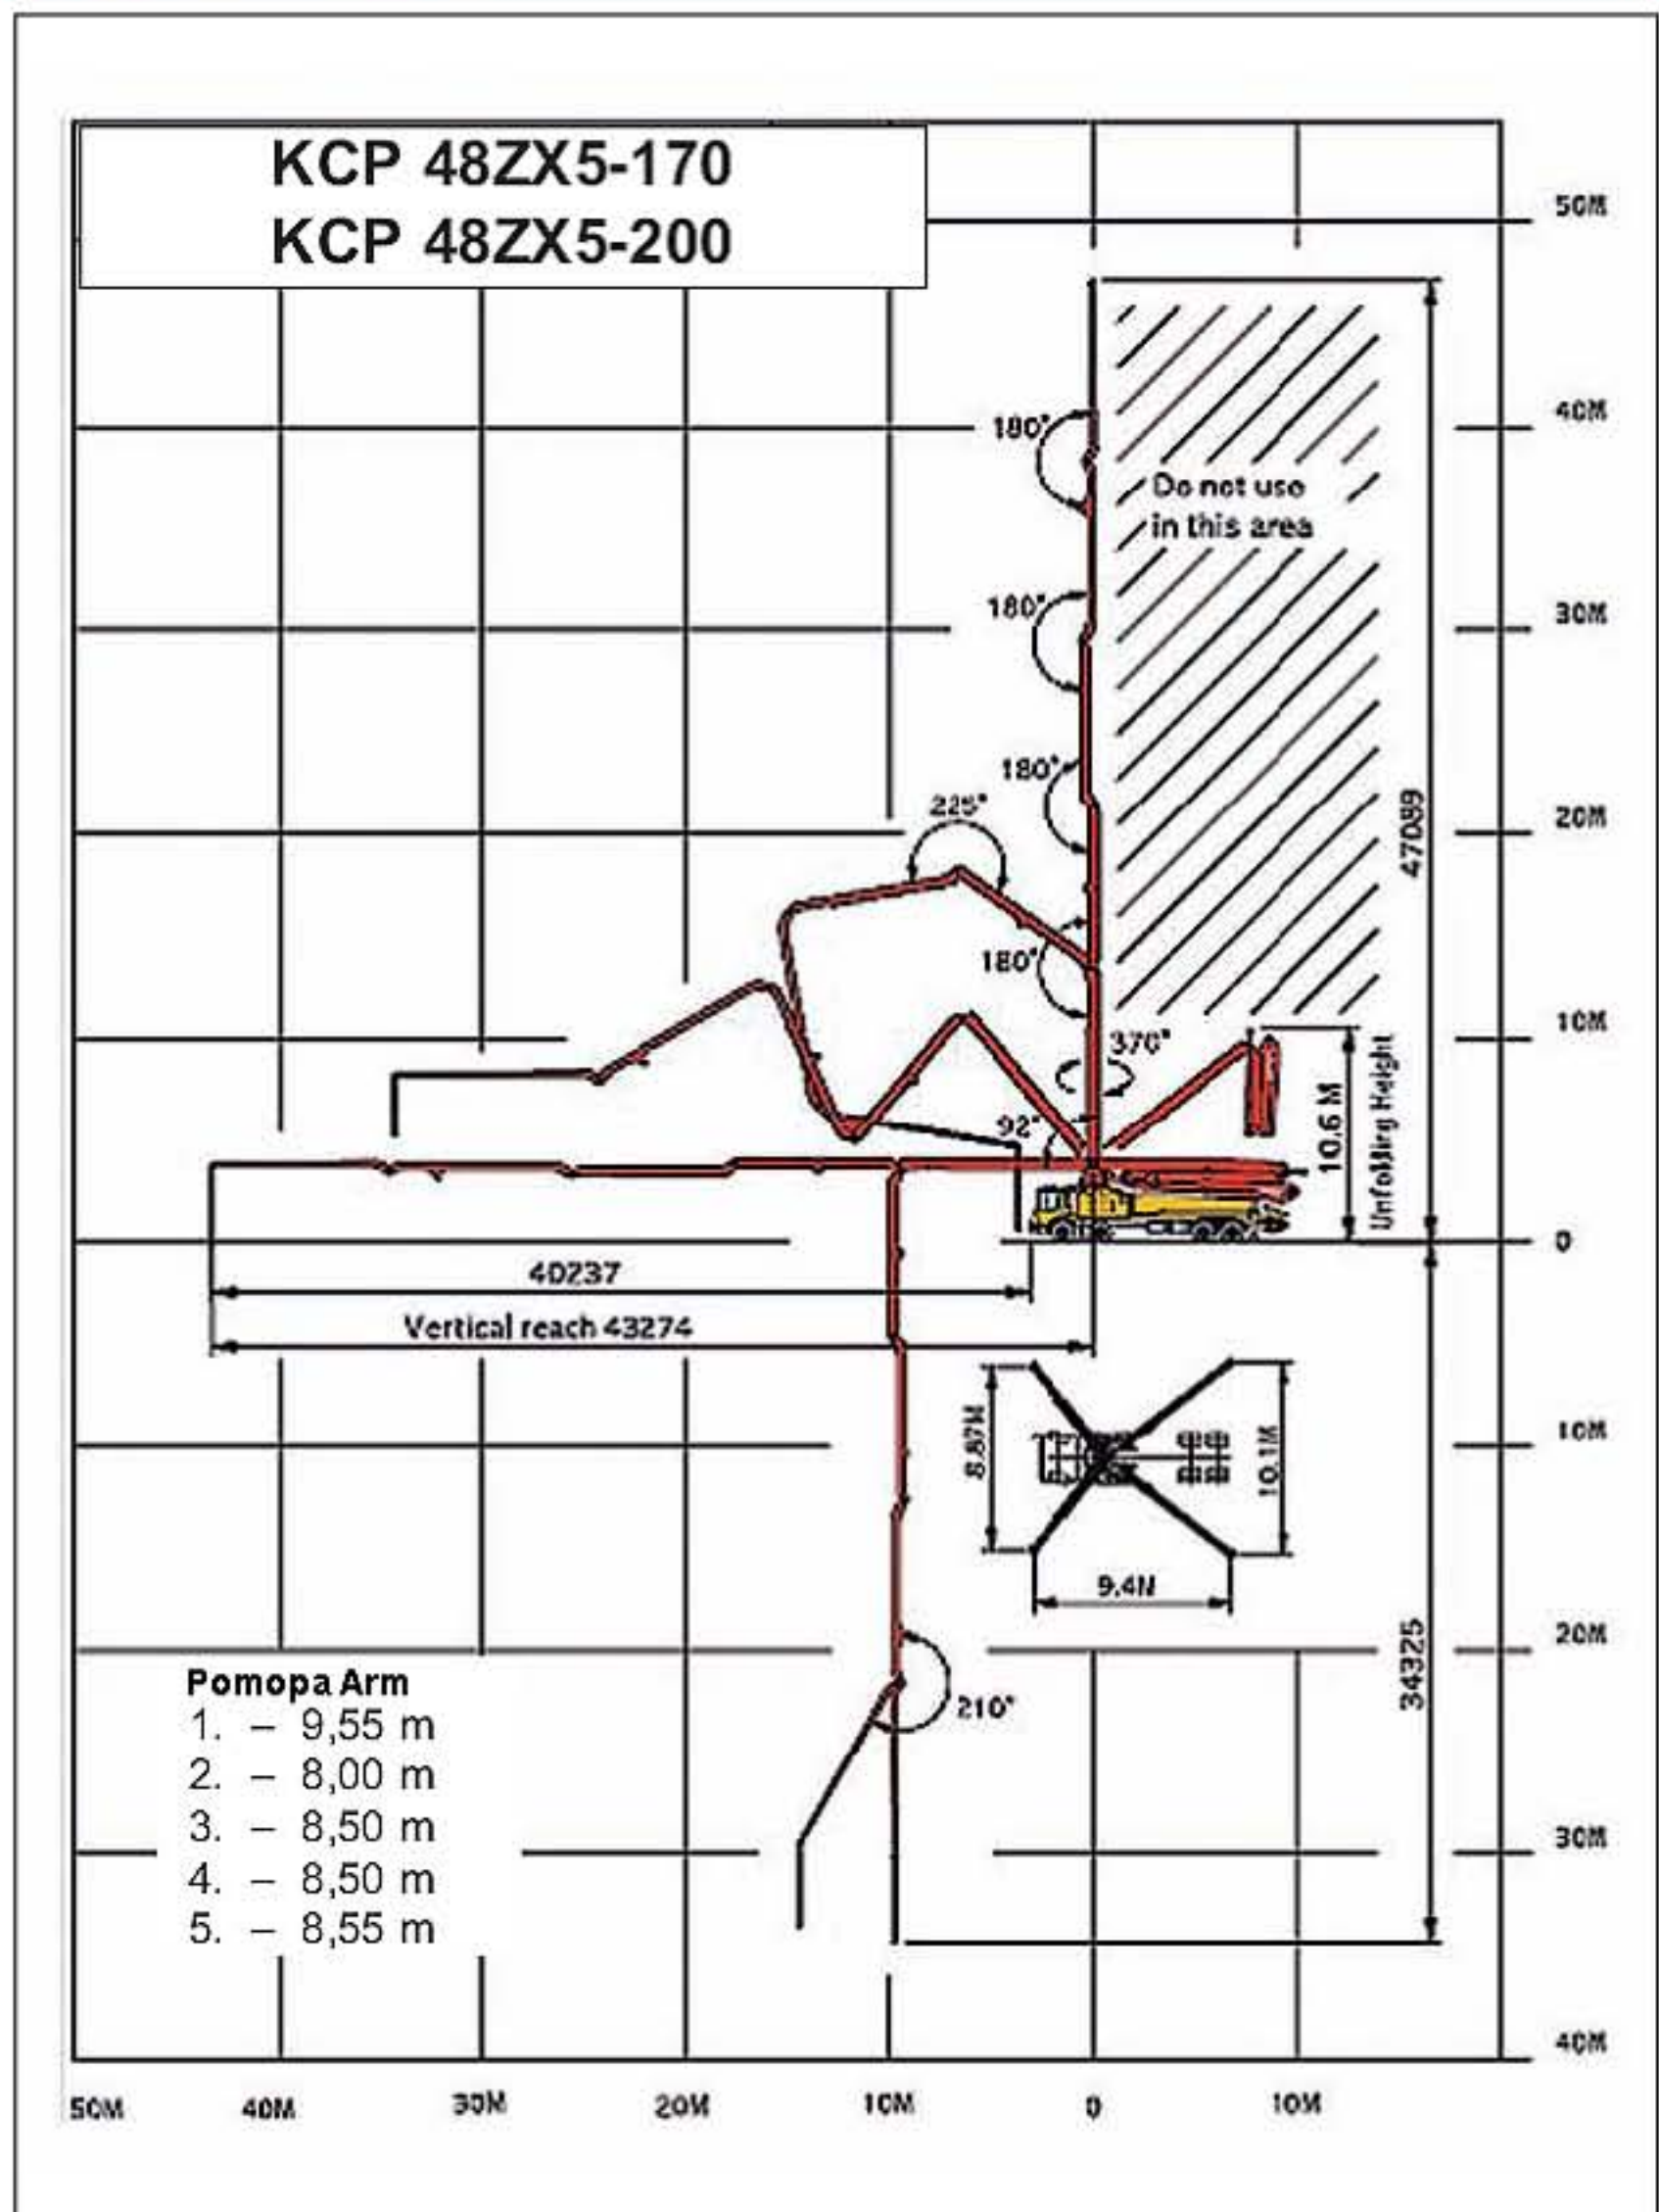 KCP 48ZX5-170
KCP 48ZX5-200
50M
40M
180°
Do not use
in this area
180°
30M
180°
225°
20M
47089
180°
370°
10M
92°
10.6 M
Unfolding Height
0
40237
Vertical reach 43274
8.87M
10.1M
10M
9.4M
20M
34325
210°
Pomopa Arm
1. – 9,55 m
2. – 8,00 m
3. – 8,50 m
4. – 8,50 m
5. – 8,55 m
30M
40M
50M 40M 30M 20M 10M 0 10M